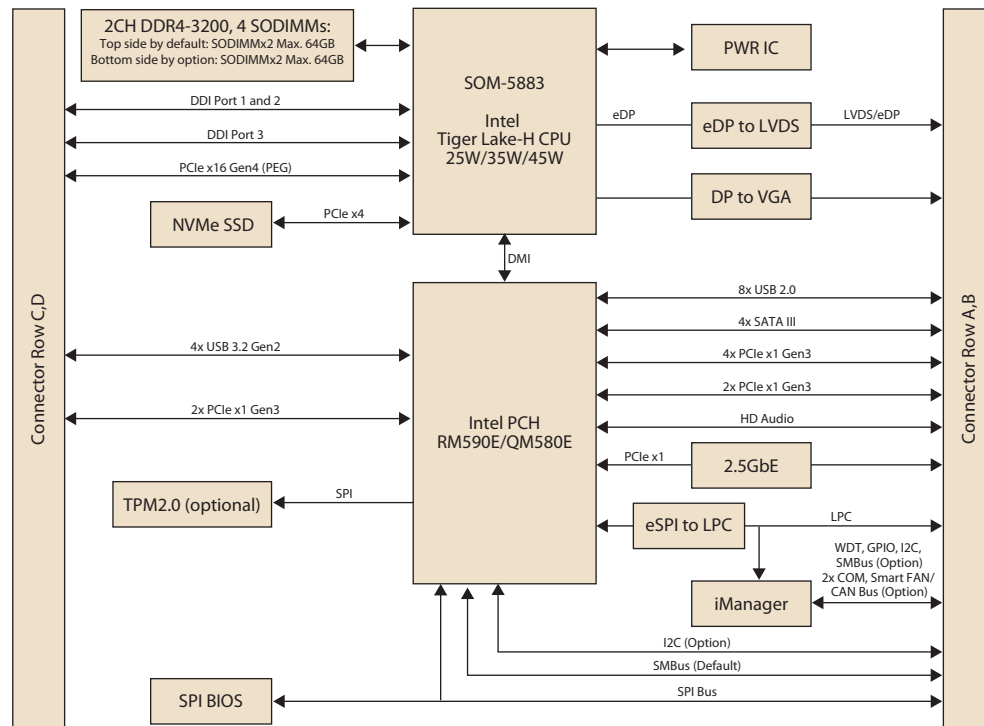 2CH DDR4-3200, 4 SODIMMs:
Top side by default: SODIMMx2 Max. 64GB
Bottom side by option: SODIMMx2 Max. 64GB
SOM-5883
Intel
Tiger Lake-H CPU
25W/35W/45W
PWR IC
DDI Port 1 and 2
eDP
eDP to LVDS
LVDS/eDP
DDI Port 3
PCIe x16 Gen4 (PEG)
DP to VGA
NVMe SSD
PCIe x4
DMI
Connector Row C,D
Connector Row A,B
8x USB 2.0
4x SATA III
4x USB 3.2 Gen2
4x PCIe x1 Gen3
2x PCIe x1 Gen3
2x PCIe x1 Gen3
Intel PCH
RM590E/QM580E
HD Audio
PCIe x1
2.5GbE
TPM2.0 (optional)
SPI
eSPI to LPC
LPC
WDT, GPIO, I2C,
SMBus (Option)
2x COM, Smart FAN/
CAN Bus (Option)
iManager
I2C (Option)
SMBus (Default)
SPI BIOS
SPI Bus